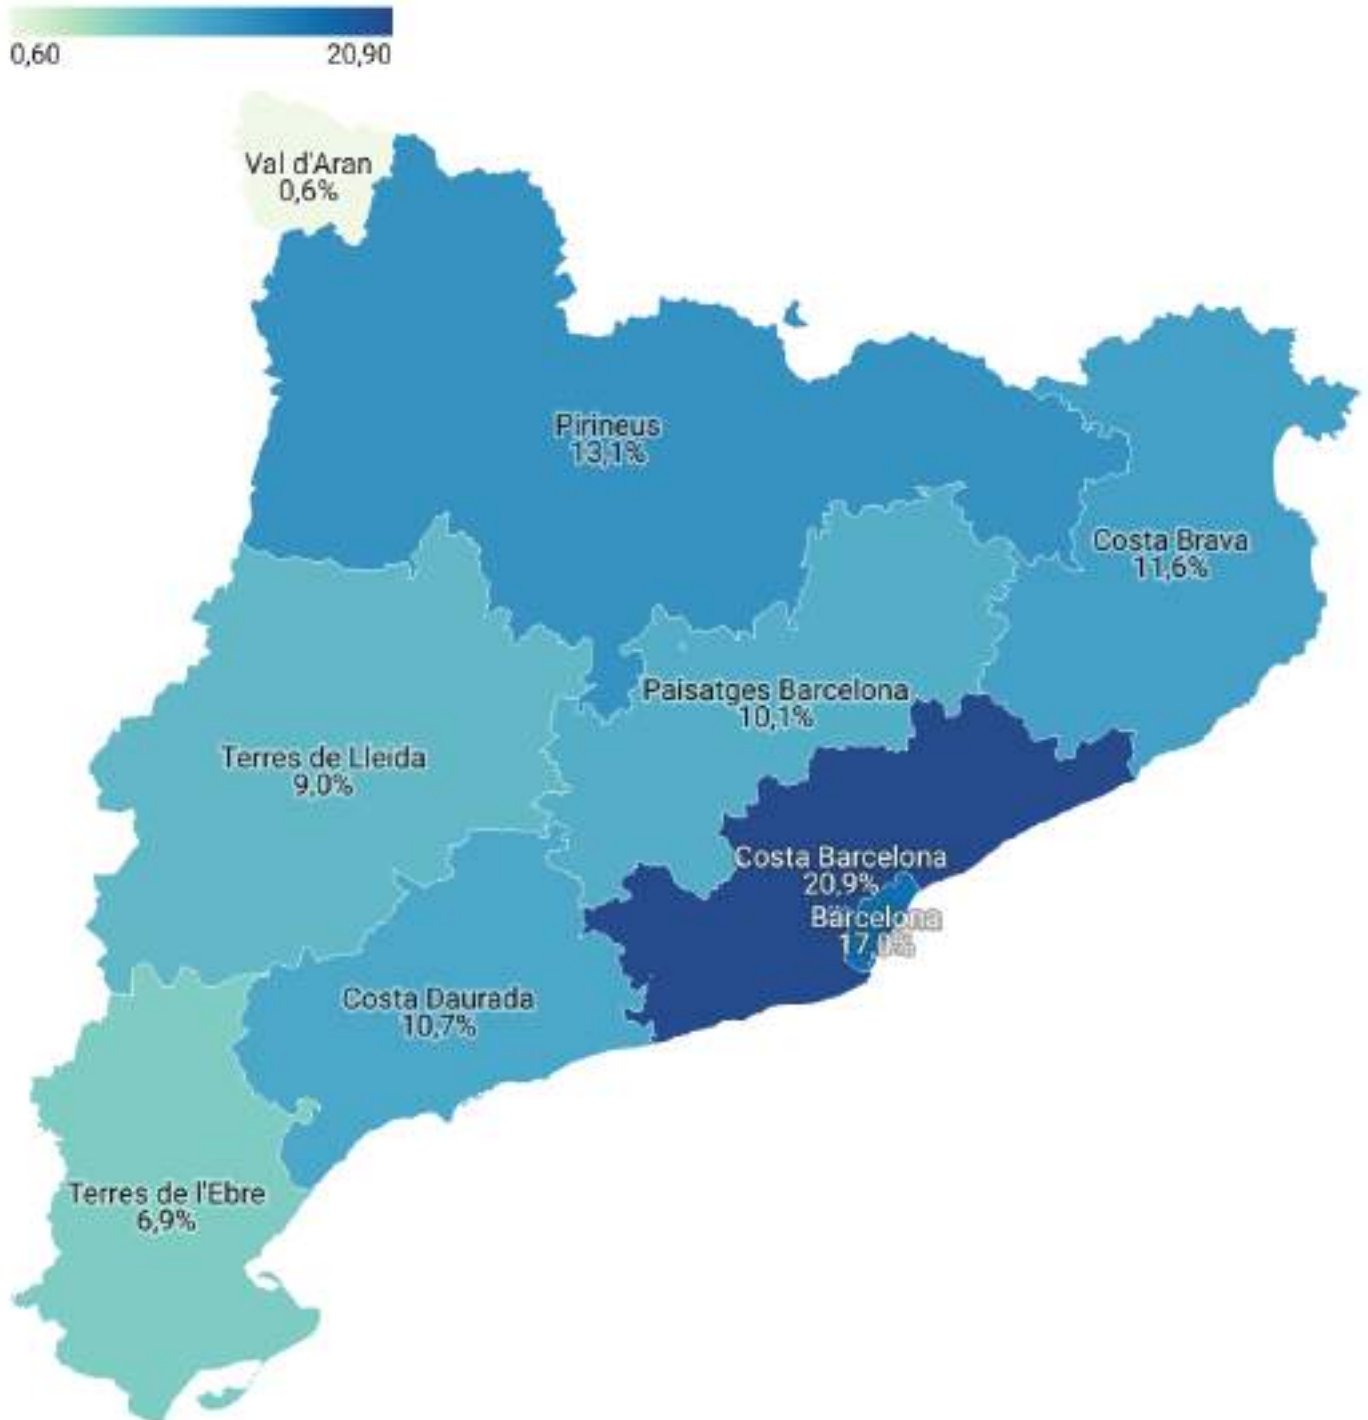 0,60 20,90
Val d'Aran
0,6%
Pirineus
13,1%
Costa Brava
11,6%
Paisatges Barcelona
10,1%
Terres de Lleida
9,0%
Costa Barcelona
20,9%
Barcelona
Costa Daurada
10,7%
Terres de l'Ebre
6,9%